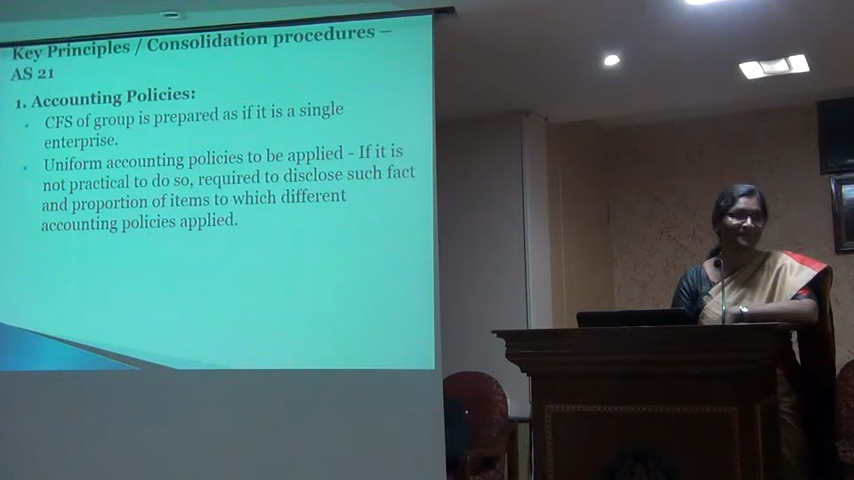 Key Principles / Consolidation procedures –
AS 21
1. Accounting Policies:
• CFS of group is prepared as if it is a single
enterprise.
• Uniform accounting policies to be applied - If it is
not practical to do so, required to disclose such fact
and proportion of items to which different
accounting policies applied.